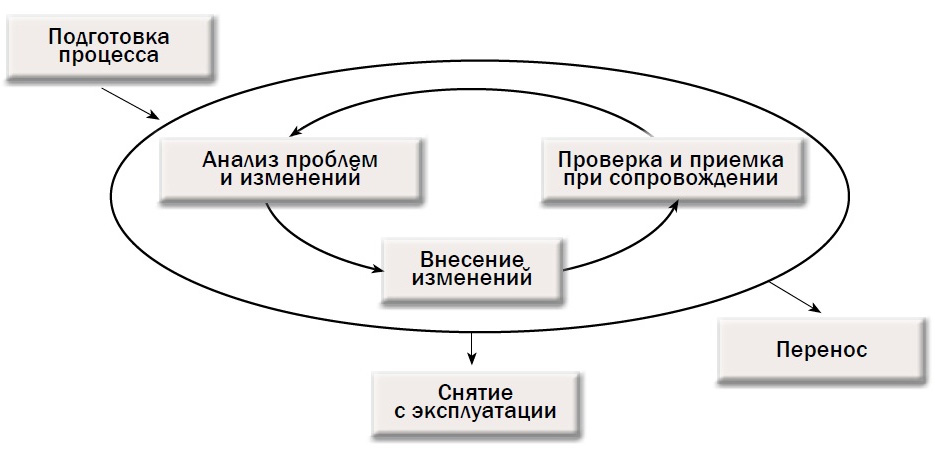 Подготовка
процесса
Анализ проблем
и изменений
Проверка и приемка
при сопровождении
Внесение
изменений
Перенос
Снятие
с эксплуатации